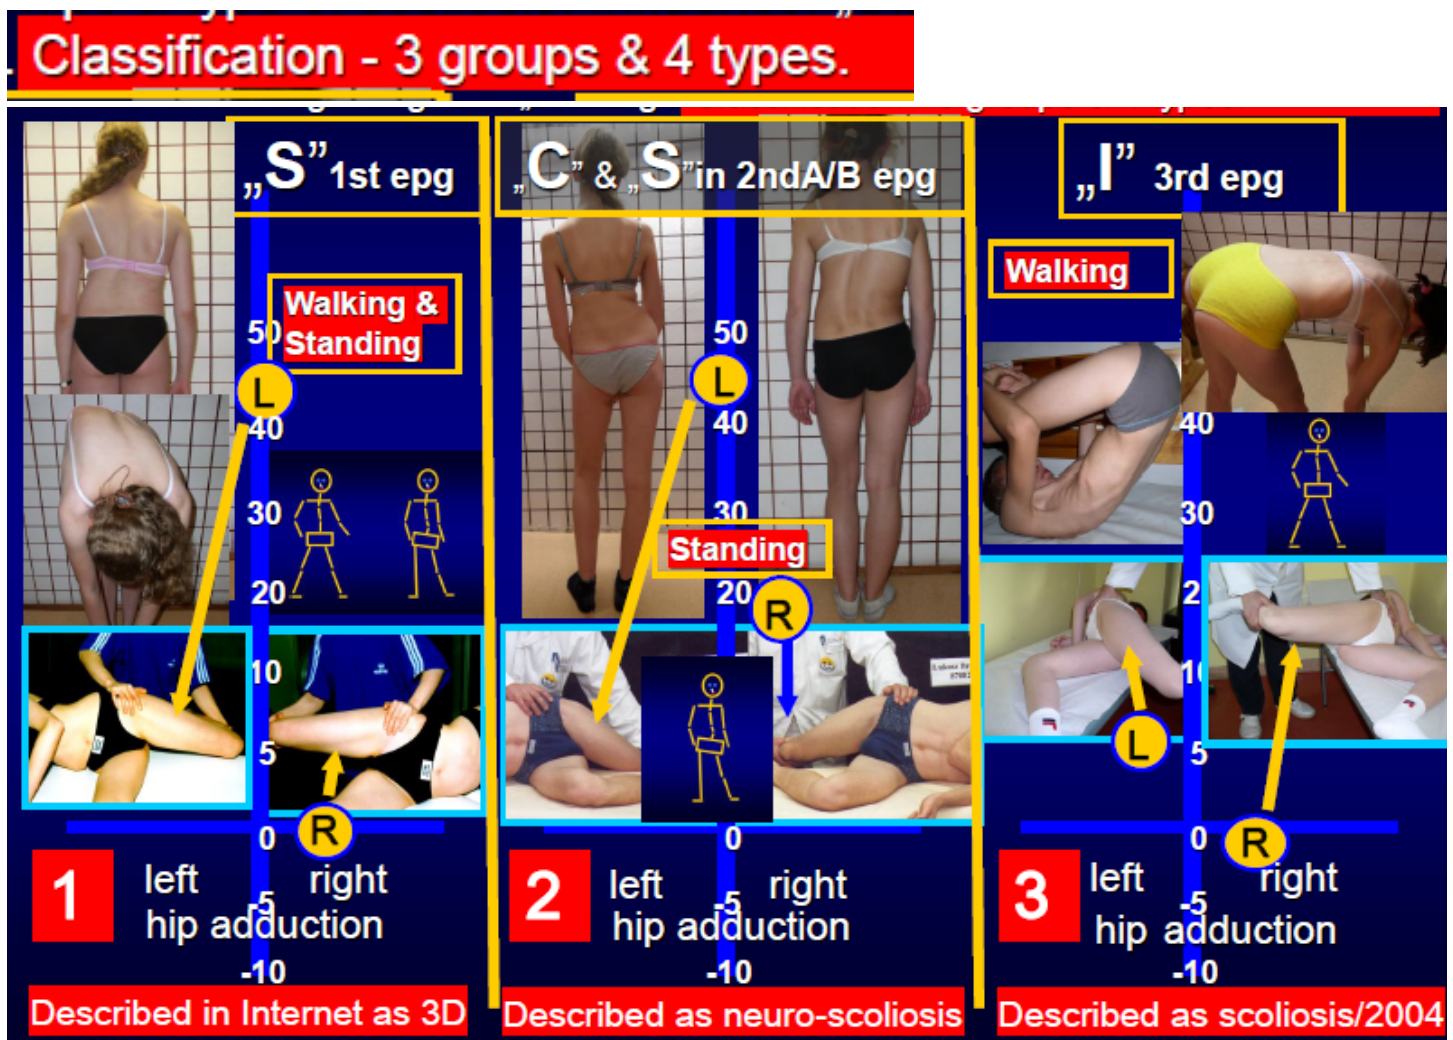 . Classification - 3 groups & 4 types.
„S” 1st epg
Walking &
Standing
50
L
40
30
20
10
5
R
0
1
left right
-5
hip adduction
-10
Described in Internet as 3D
„C” & „S” in 2ndA/B epg
50
L
40
30
Standing
20
R
0
2
left right
-5
hip adduction
-10
Described as neuro-scoliosis
„I” 3rd epg
Walking
40
30
2
10
L
5
0
R
3
left right
-5
hip adduction
-10
Described as scoliosis/2004